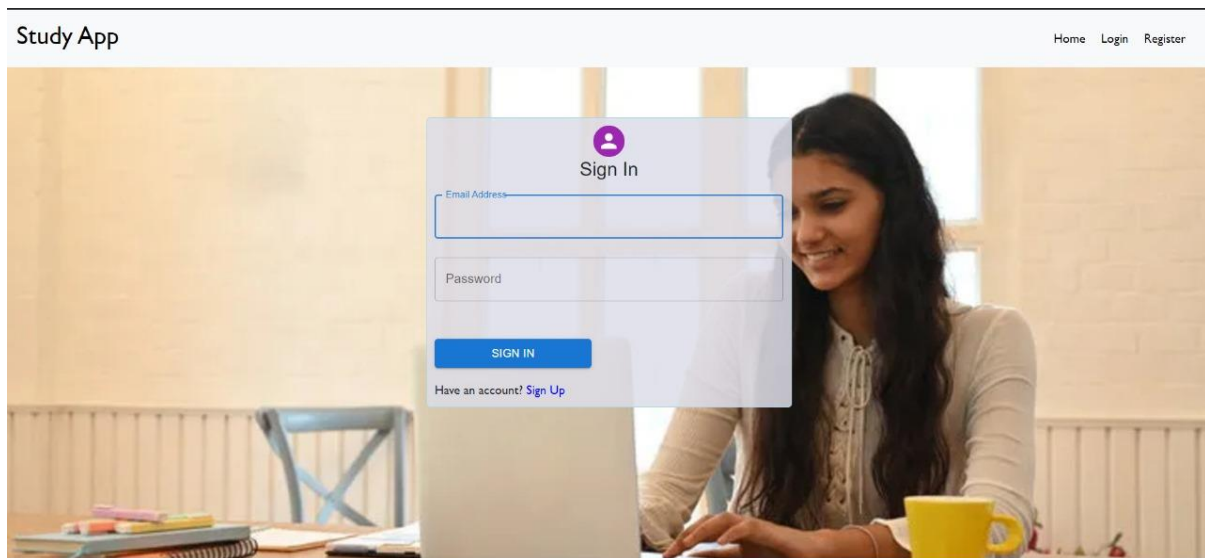 Study App
Home Login Register
Sign In
Email Address
Password
SIGN IN
Have an account? Sign Up